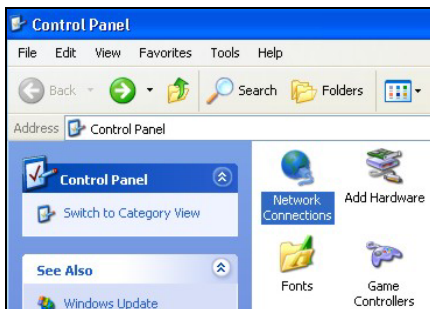 Control Panel
File Edit View Favorites Tools Help
Back Search Folders
Address Control Panel
Control Panel
Switch to Category View
See Also
Windows Update
Network
Connections
Add Hardware
Fonts
Game
Controllers